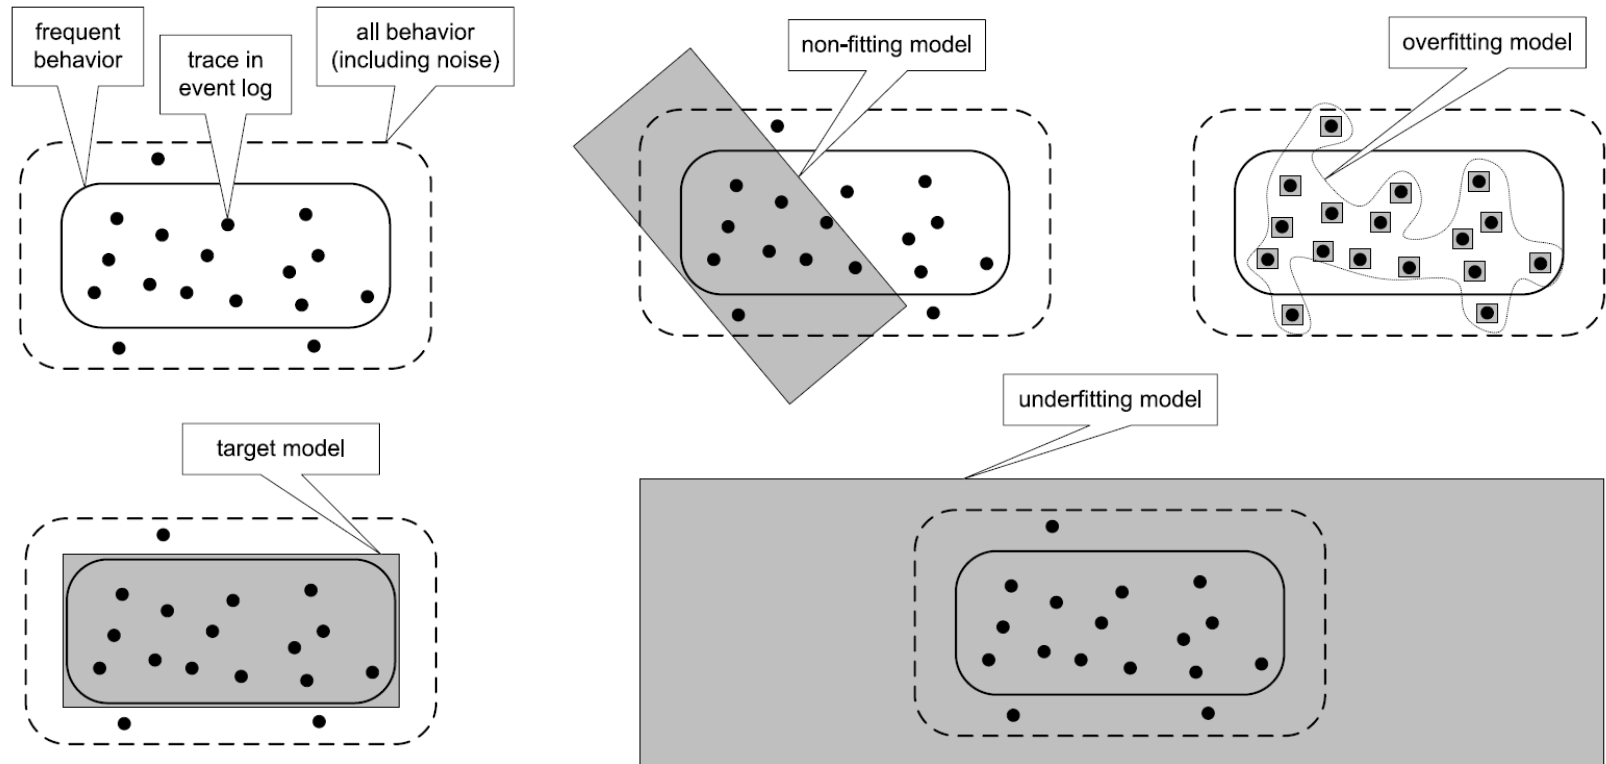 frequent
behavior
trace in
event log
all behavior
(including noise)
non-fitting model
overfitting model
target model
underfitting model